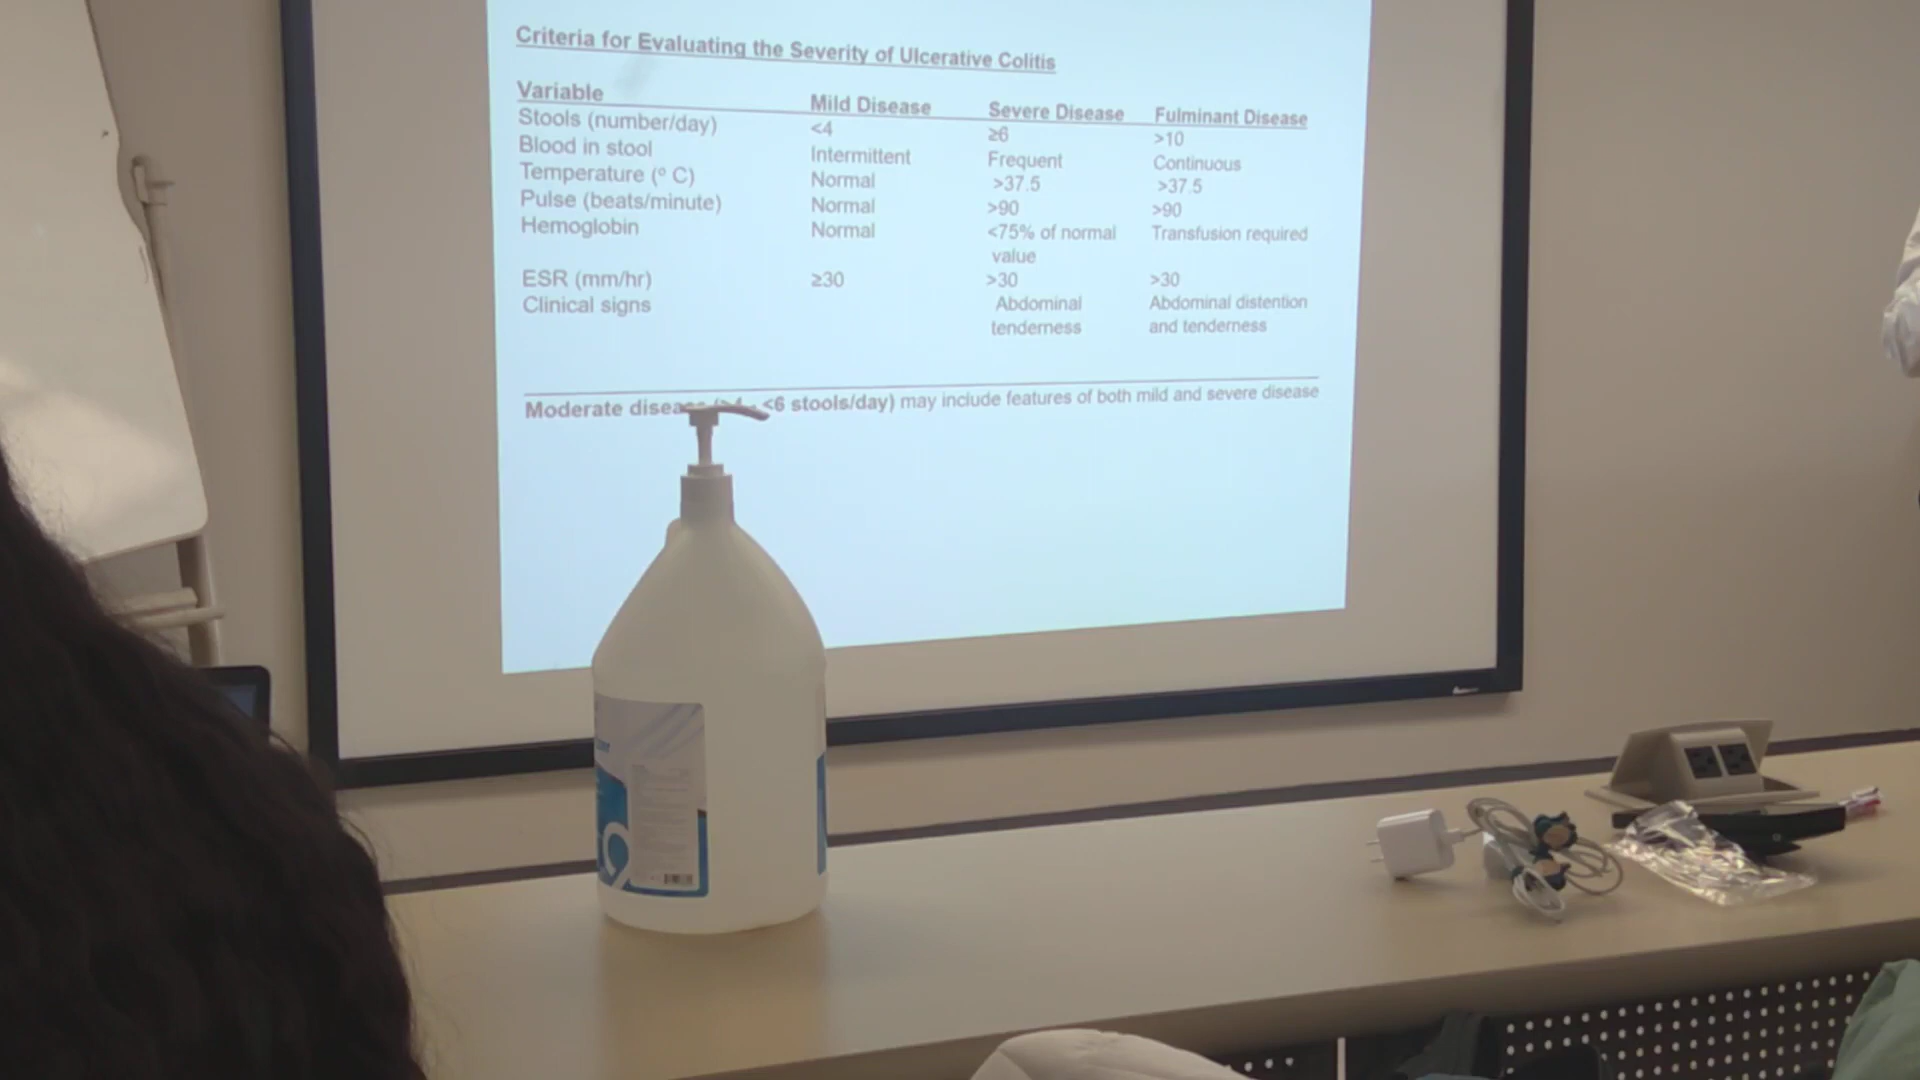 Criteria for Evaluating the Severity of Ulcerative Colitis
Variable Mild Disease Severe Disease Fulminant Disease
Stools (number/day) <4 ≥6 >10
Blood in stool Intermittent Frequent Continuous
Temperature (º C) Normal >37.5 >37.5
Pulse (beats/minute) Normal >90 >90
Hemoglobin Normal <75% of normal value Transfusion required
ESR (mm/hr) ≥30 >30 >30
Clinical signs Abdominal tenderness Abdominal distention and tenderness
Moderate <6 stools/day) may include features of both mild and severe disease